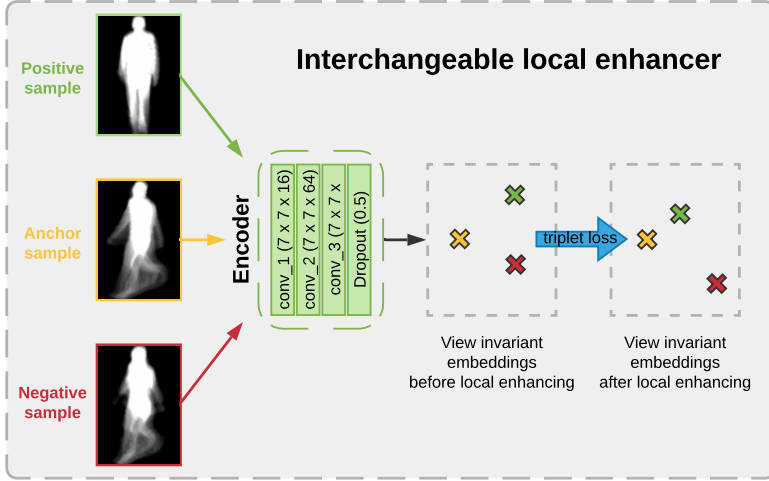 Interchangeable local enhancer
Positive
sample
Anchor
sample
Negative
sample
Encoder
conv_1 (7 x 7 x 16)
conv_2 (7 x 7 x 64)
conv_3 (7 x 7 x
Dropout (0.5)
triplet loss
View invariant
embeddings
before local enhancing
View invariant
embeddings
after local enhancing